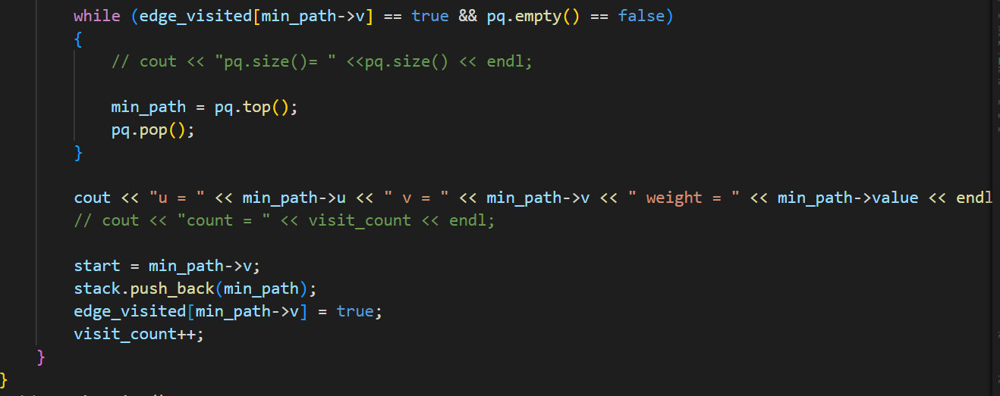 while (edge_visited[min_path->v] == true && pq.empty() == false)
{
// cout << "pq.size()= " <<pq.size() << endl;
min_path = pq.top();
pq.pop();
}
cout << "u = " << min_path->u << " v = " << min_path->v << " weight = " << min_path->value << endl
// cout << "count = " << visit_count << endl;
start = min_path->v;
stack.push_back(min_path);
edge_visited[min_path->v] = true;
visit_count++;
}
}